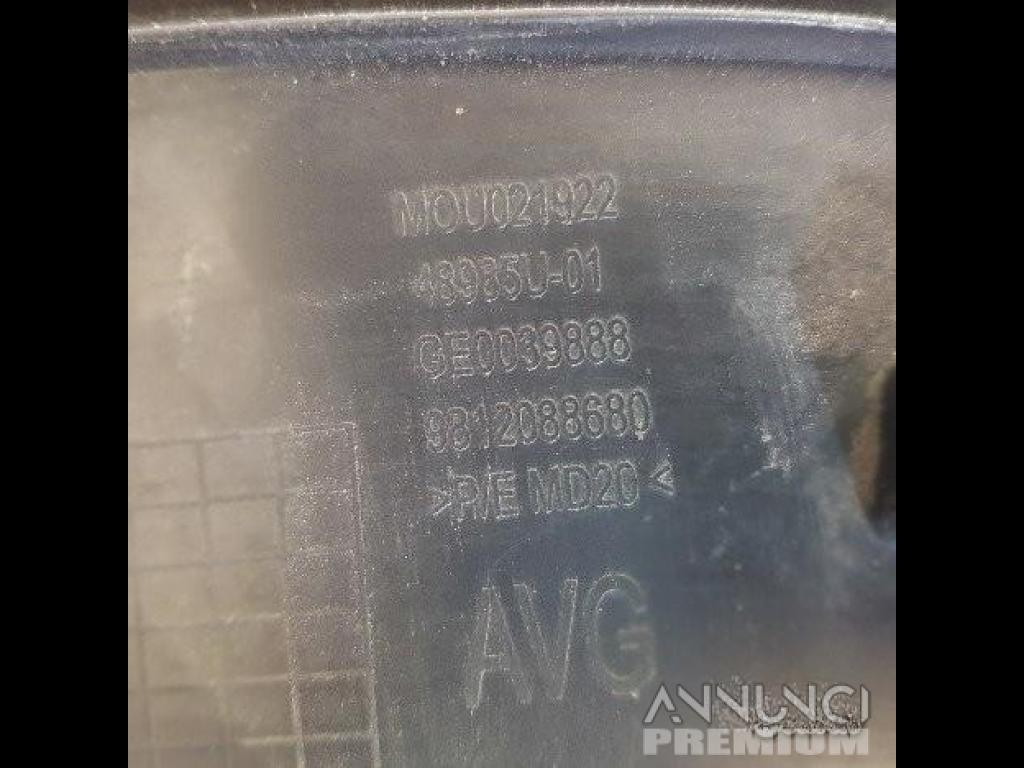 MOU021922
48985U-01
GE0039888
9812088680
>P/E MD20<
AVG
ANNUNCI
PREMIUM